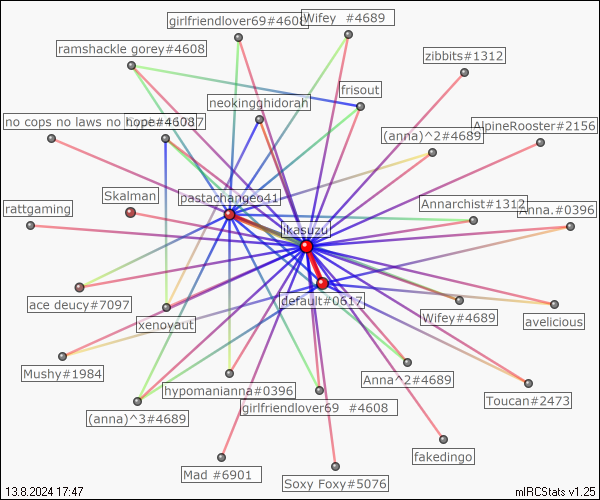 girlfriendlover69#4608
Wifey #4689
ramshackle gorey#4608
zibbits#1312
frisout
neokingghidorah
no cops no laws no
(anna)^2#4689
AlpineRooster#2156
Skalman
pastachangeo41
rattgaming
Annarchist#1312
Anna.#0396
jikasuzu
default#0617
ace deucy#7097
xenoyaut
Wifey#4689
avelicious
Mushy#1984
Anna^2#4689
hypomanianna#0396
Toucan#2473
girlfriendlover69 #4608
(anna)^3#4689
fakedingo
Mad #6901
Soxy Foxy#5076
13.8.2024 17:47
mIRCStats v1.25